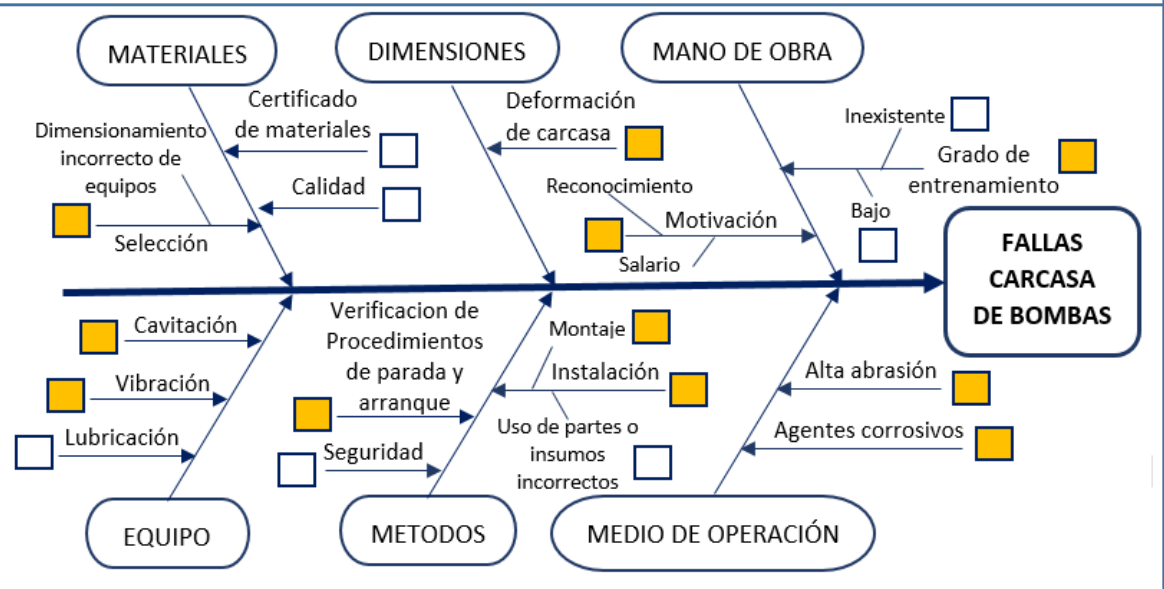 MATERIALES
DIMENSIONES
MANO DE OBRA
Certificado
de materiales
Dimensionamiento
incorrecto de
equipos
Calidad
Selección
Deformación
de carcasa
Inexistente
Grado de
entrenamiento
Bajo
Reconocimiento
Motivación
Salario
FALLAS
CARCASA
DE BOMBAS
Cavitación
Vibración
Lubricación
Verificacion de
Procedimientos
de parada y
arranque
Seguridad
Montaje
Instalación
Uso de partes o
insumos
incorrectos
Alta abrasión
Agentes corrosivos
EQUIPO
METODOS
MEDIO DE OPERACIÓN